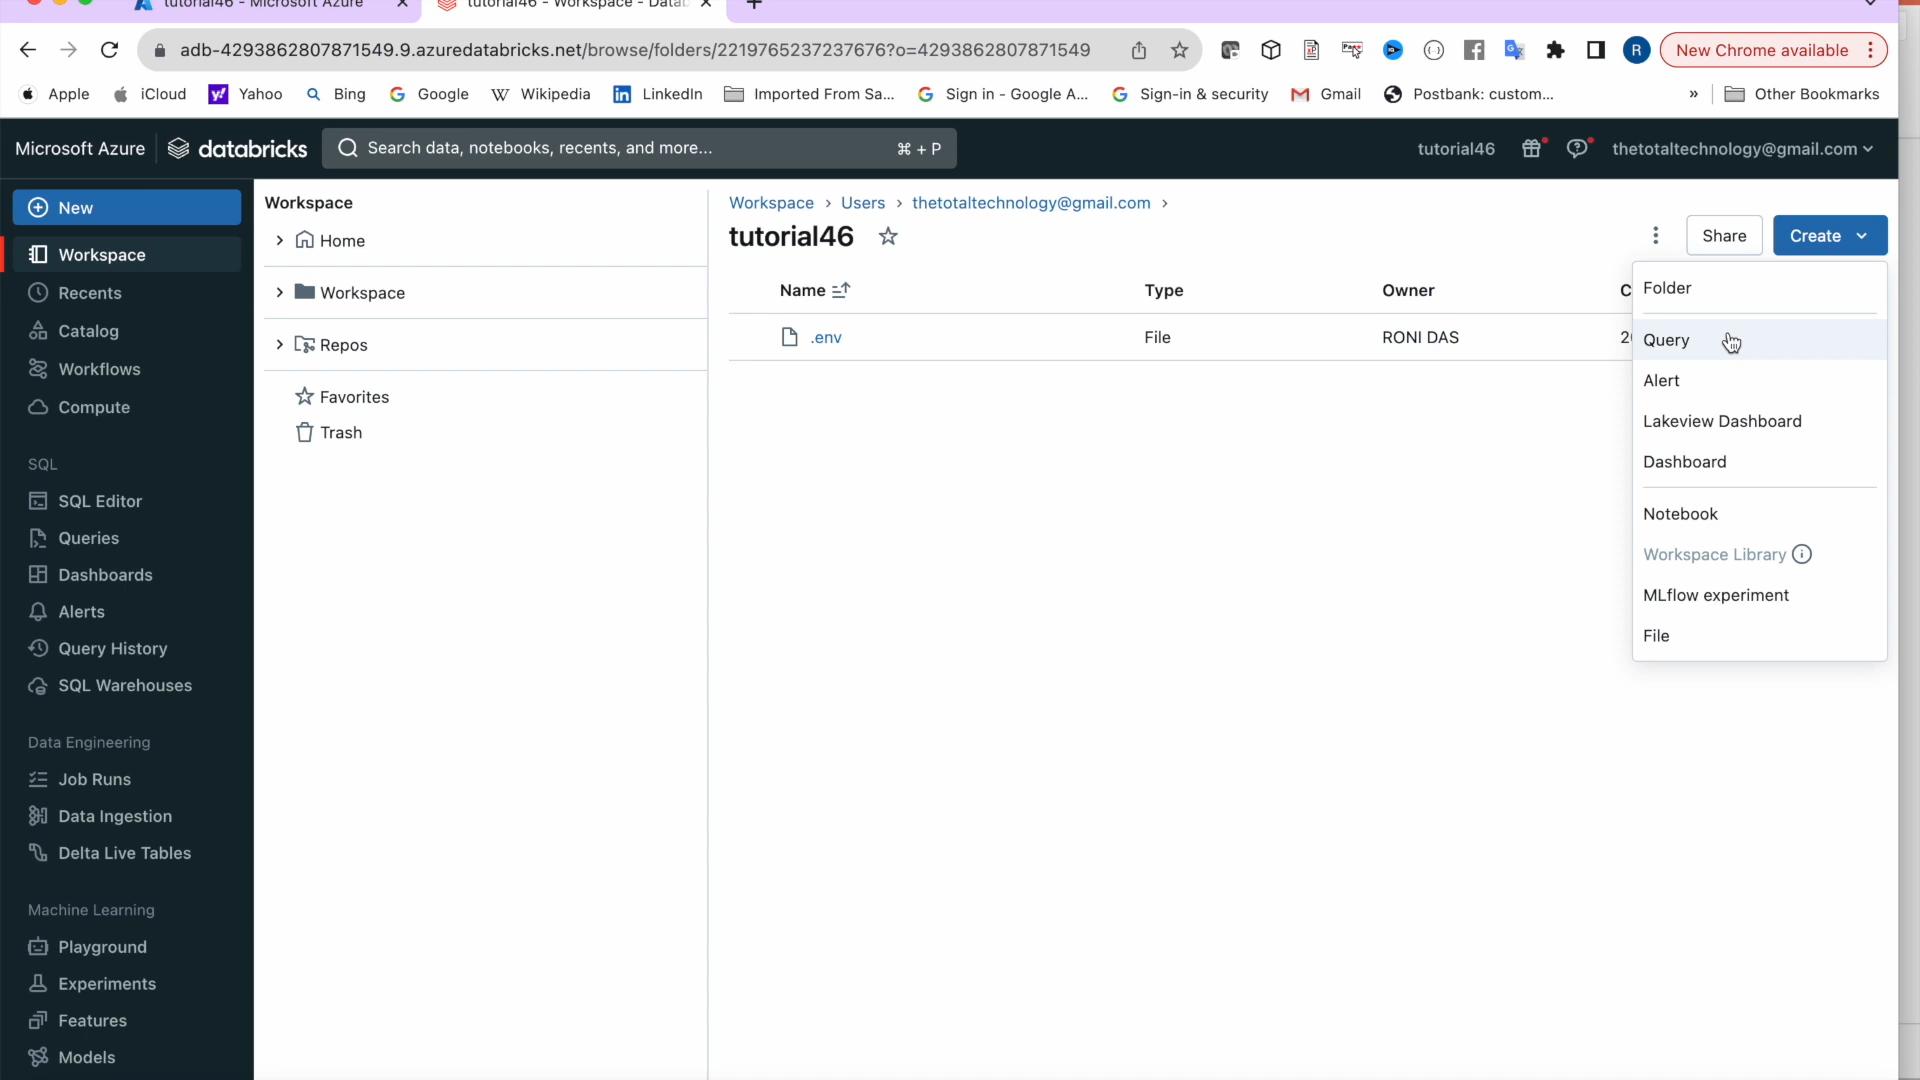 tutorial46 - Microsoft Azure
tutorial46 - Workspace - Datab
adb-4293862807871549.9.azuredatabricks.net/browse/folders/2219765237237676?o=4293862807871549
R
New Chrome available
Apple
iCloud
Yahoo
Bing
Google
Wikipedia
LinkedIn
Imported From Sa...
Sign in - Google A...
Sign-in & security
Gmail
Postbank: custom...
»
Other Bookmarks
Microsoft Azure
databricks
Search data, notebooks, recents, and more...
⌘ + P
tutorial46
thetotaltechnology@gmail.com
New
Workspace
Recents
Catalog
Workflows
Compute
SQL
SQL Editor
Queries
Dashboards
Alerts
Query History
SQL Warehouses
Data Engineering
Job Runs
Data Ingestion
Delta Live Tables
Machine Learning
Playground
Experiments
Features
Models
Workspace
Home
Workspace
Repos
Favorites
Trash
Workspace > Users > thetotaltechnology@gmail.com >
tutorial46
Share
Create
Name
Type
Owner
C
.env
File
RONI DAS
2
Folder
Query
Alert
Lakeview Dashboard
Dashboard
Notebook
Workspace Library
MLflow experiment
File